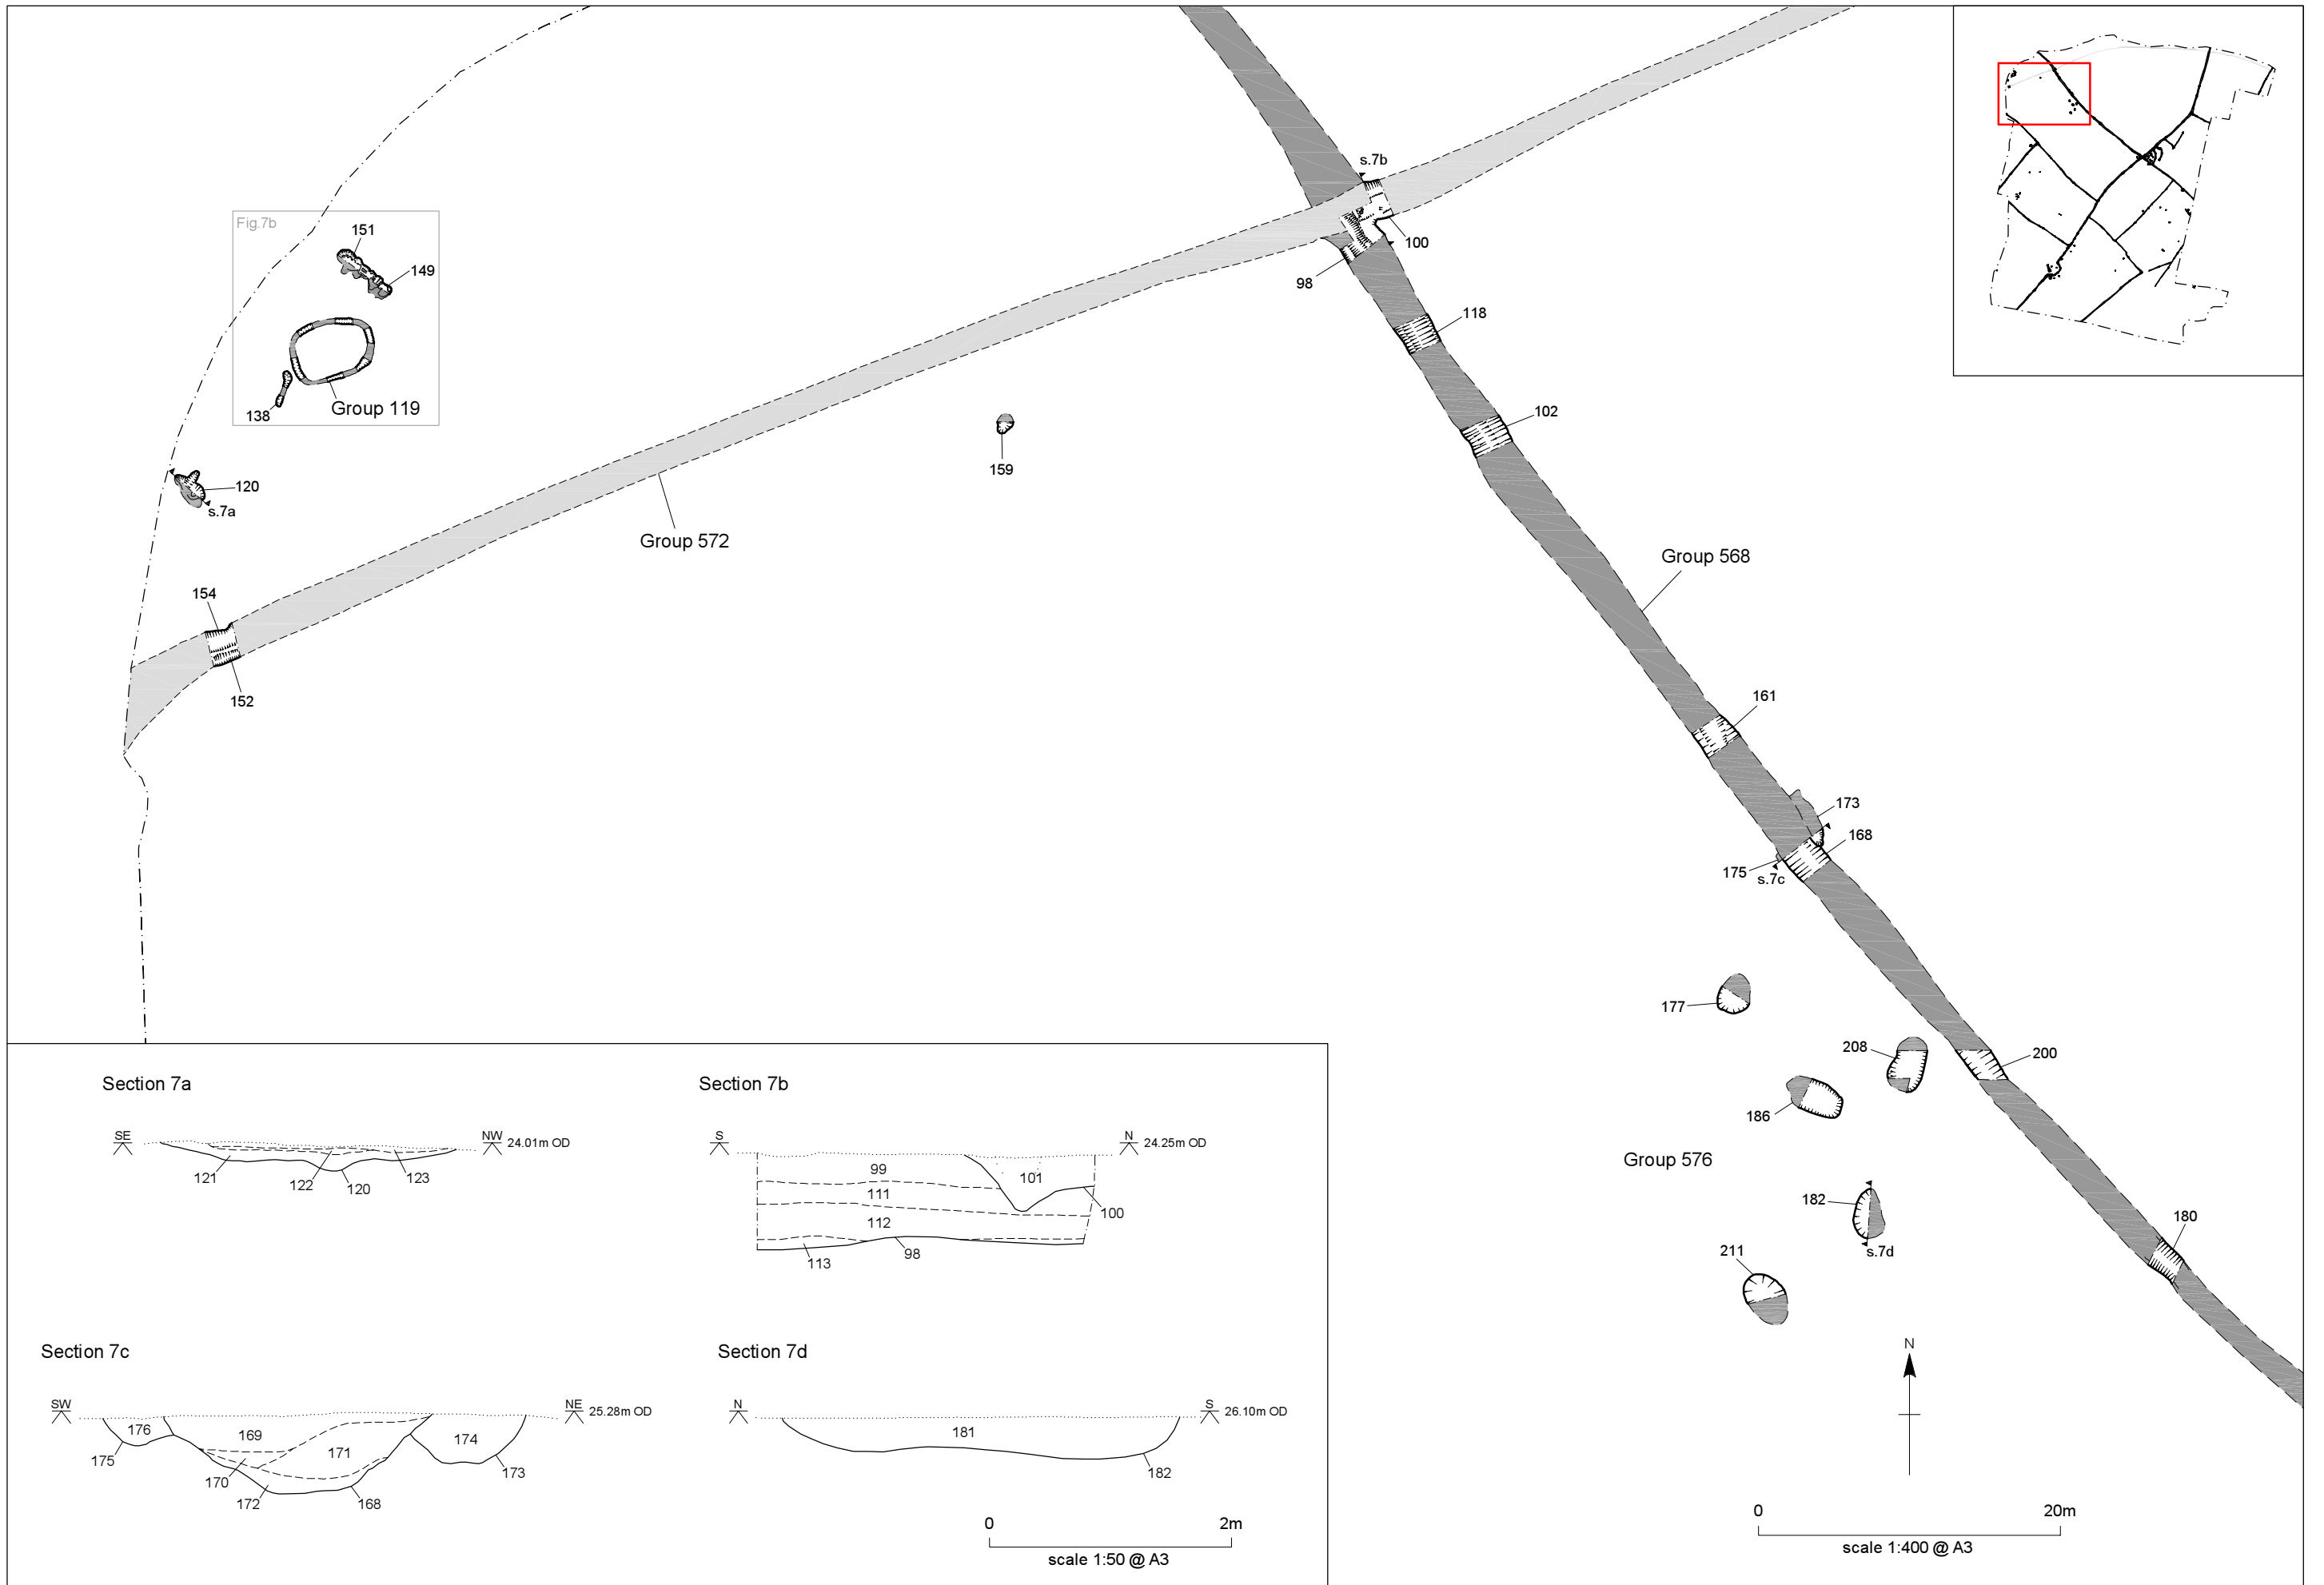 s.7b
Fig.7b
151
149
100
98
118
Group 119
138
102
159
120
s.7a
Group 572
Group 568
154
152
161
173
168
175
s.7c
177
208
200
186
Group 576
182
180
s.7d
211
Section 7a
SE
NW
24.01m OD
121
122
120
123
Section 7b
S
N
24.25m OD
99
101
111
100
112
98
113
Section 7c
SW
NE
25.28m OD
176
169
174
171
175
170
173
172
168
Section 7d
N
S
26.10m OD
181
182
0
2m
scale 1:50 @ A3
N
0
20m
scale 1:400 @ A3